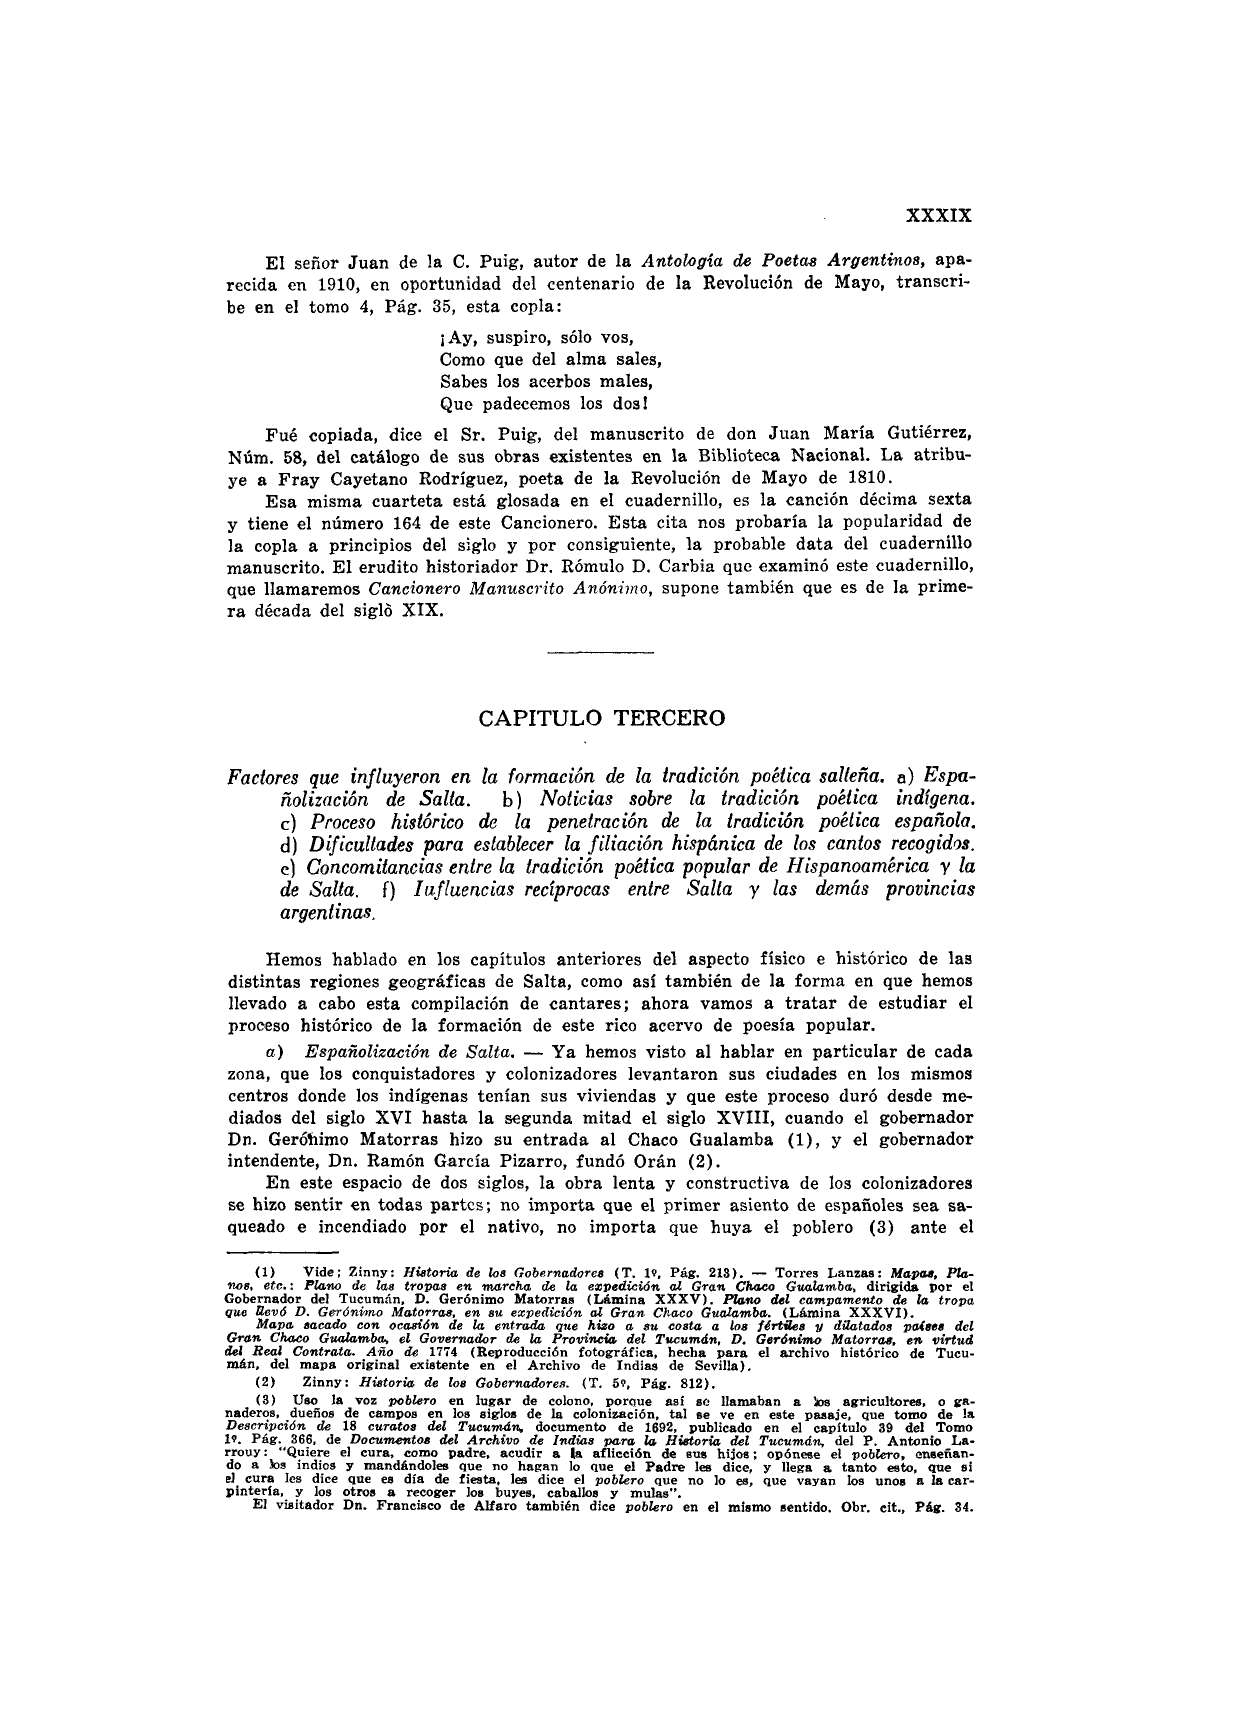 XXXIX
El señor Juan de la C. Puig, autor de la Antología de Poetas Argentinos, apa-
recida en 1910, en oportunidad del centenario de la Revolución de Mayo, transcri-
be en el tomo 4, Pág. 35, esta copla:
¡Ay, suspiro, sólo vos,
Como que del alma sales,
Sabes los acerbos males,
Que padecemos los dos!
Fué copiada, dice el Sr. Puig, del manuscrito de don Juan María Gutiérrez,
Núm. 58, del catálogo de sus obras existentes en la Biblioteca Nacional. La atribu-
ye a Fray Cayetano Rodríguez, poeta de la Revolución de Mayo de 1810.
Esa misma cuarteta está glosada en el cuadernillo, es la canción décima sexta
y tiene el número 164 de este Cancionero. Esta cita nos probaría la popularidad de
la copla a principios del siglo y por consiguiente, la probable data del cuadernillo
manuscrito. El erudito historiador Dr. Rómulo D. Carbia que examinó este cuadernillo,
que llamaremos Cancionero Manuscrito Anónimo, supone también que es de la prime-
ra década del siglò XIX.
CAPITULO TERCERO
Factores que influyeron en la formación de la tradición poética salteña. a) Espa-
ñolización de Salta. b) Noticias sobre la tradición poética indígena.
c) Proceso histórico de la penetración de la tradición poética española.
d) Dificultades para establecer la filiación hispánica de los cantos recogidos.
e) Concomitancias entre la tradición poética popular de Hispanoamérica y la
de Salta. f) Influencias recíprocas entre Salta y las demás provincias
argentinas.
Hemos hablado en los capítulos anteriores del aspecto físico e histórico de las
distintas regiones geográficas de Salta, como así también de la forma en que hemos
llevado a cabo esta compilación de cantares; ahora vamos a tratar de estudiar el
proceso histórico de la formación de este rico acervo de poesía popular.
a) Españolización de Salta. — Ya hemos visto al hablar en particular de cada
zona, que los conquistadores y colonizadores levantaron sus ciudades en los mismos
centros donde los indígenas tenían sus viviendas y que este proceso duró desde me-
diados del siglo XVI hasta la segunda mitad el siglo XVIII, cuando el gobernador
Dn. Gerónimo Matorras hizo su entrada al Chaco Gualamba (1), y el gobernador
intendente, Dn. Ramón García Pizarro, fundó Orán (2).
En este espacio de dos siglos, la obra lenta y constructiva de los colonizadores
se hizo sentir en todas partes; no importa que el primer asiento de españoles sea sa-
queado e incendiado por el nativo, no importa que huya el poblero (3) ante el
(1) Vide; Zinny: Historia de los Gobernadores (T. 1º, Pág. 213). — Torres Lanzas: Mapas, Pla-
nos, etc.: Plano de las tropas en marcha de la expedición al Gran Chaco Gualamba, dirigida por el
Gobernador del Tucumán, D. Gerónimo Matorras (Lámina XXXV). Plano del campamento de la tropa
que llevó D. Gerónimo Matorras, en su expedición al Gran Chaco Gualamba. (Lámina XXXVI).
Mapa sacado con ocasión de la entrada que hizo a su costa a los fértiles y dilatados países del
Gran Chaco Gualamba, el Governador de la Provincia del Tucumán, D. Gerónimo Matorras, en virtud
del Real Contrata. Año de 1774 (Reproducción fotográfica, hecha para el archivo histórico de Tucu-
mán, del mapa original existente en el Archivo de Indias de Sevilla).
(2) Zinny: Historia de los Gobernadores. (T. 5º, Pág. 312).
(3) Uso la voz poblero en lugar de colono, porque así se llamaban a los agricultores, o ga-
naderos, dueños de campos en los siglos de la colonización, tal se ve en este pasaje, que tomo de la
Descripción de 18 curatos del Tucumán, documento de 1692, publicado en el capítulo 39 del Tomo
1º. Pág. 366, de Documentos del Archivo de Indias para la Historia del Tucumán, del P. Antonio La-
rrouy: "Quiere el cura, como padre, acudir a la aflicción de sus hijos; opónese el poblero, enseñan-
do a los indios y mandándoles que no hagan lo que el Padre les dice, y llega a tanto esto, que si
el cura les dice que es día de fiesta, les dice el poblero que no lo es, que vayan los unos a la car-
pintería, y los otros a recoger los buyes, caballos y mulas".
El visitador Dn. Francisco de Alfaro también dice poblero en el mismo sentido. Obr. cit., Pág. 34.